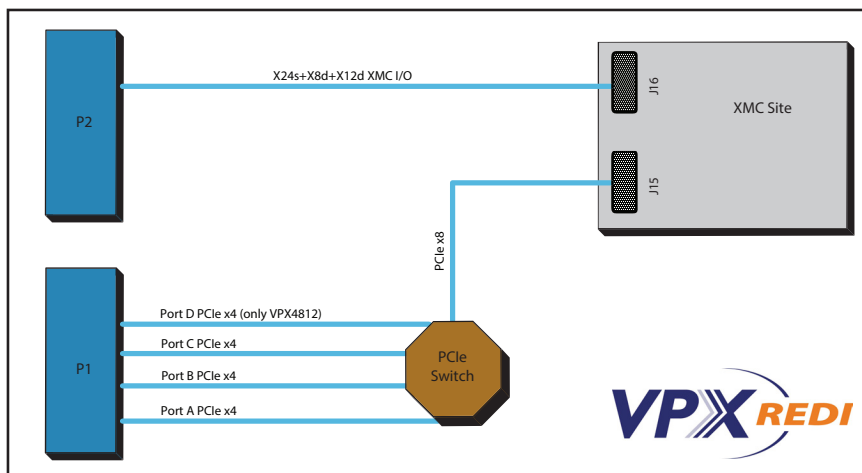 X24s+X8d+X12d XMC I/O
P2
J16
XMC Site
J15
PCIe x8
Port D PCIe x4 (only VPX4812)
Port C PCIe x4
PCIe
Switch
P1
Port B PCIe x4
Port A PCIe x4
VPX REDI